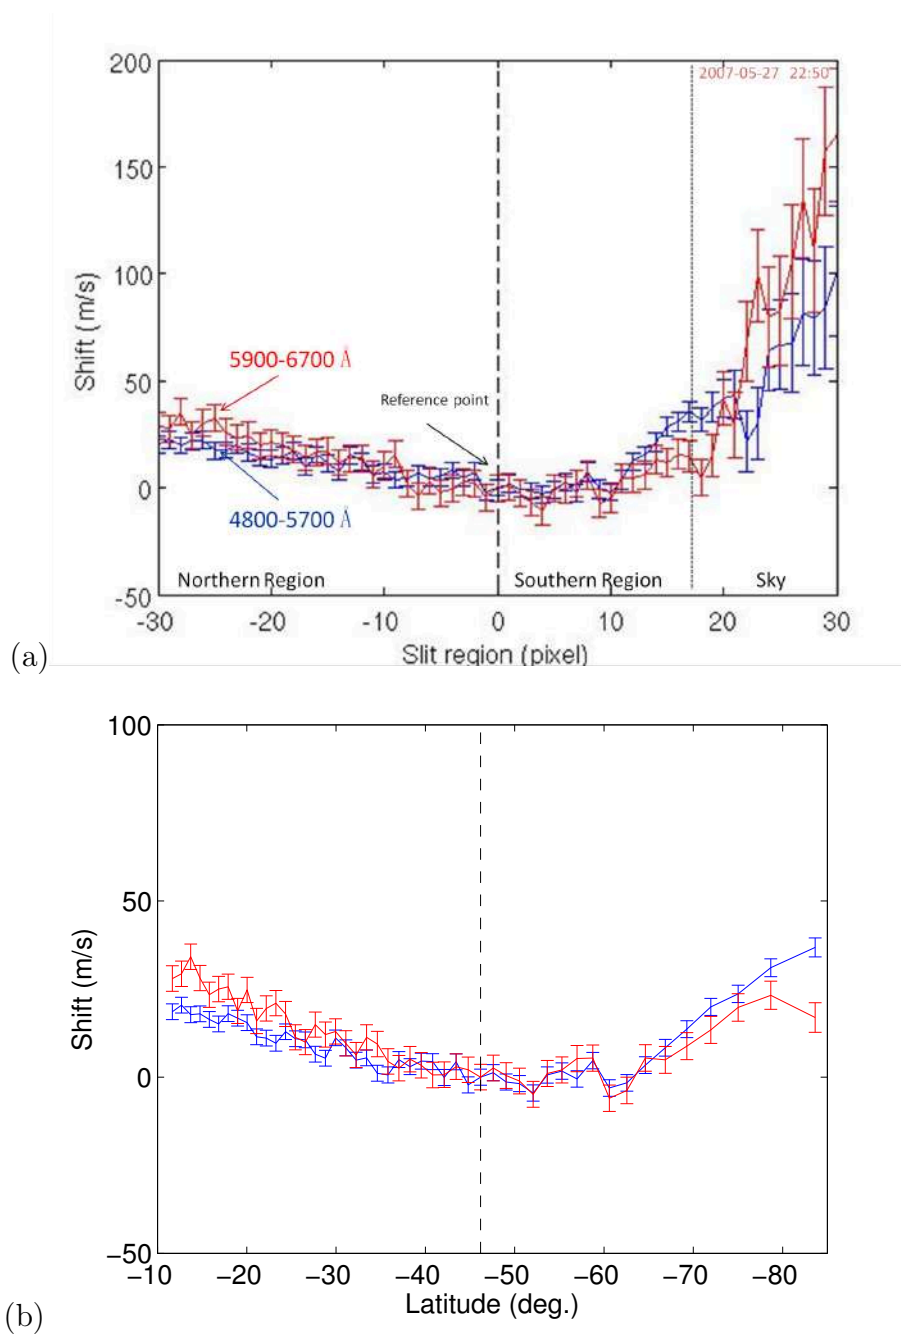 200
2007-05-27 22:50
150
100
50
0
-50
Shift (m/s)
5900-6700 Å
Reference point
4800-5700 Å
Northern Region
Southern Region
Sky
-30
-20
-10
0
10
20
30
Slit region (pixel)
(a)
100
50
0
−50
Shift (m/s)
−10
−20
−30
−40
−50
−60
−70
−80
Latitude (deg.)
(b)